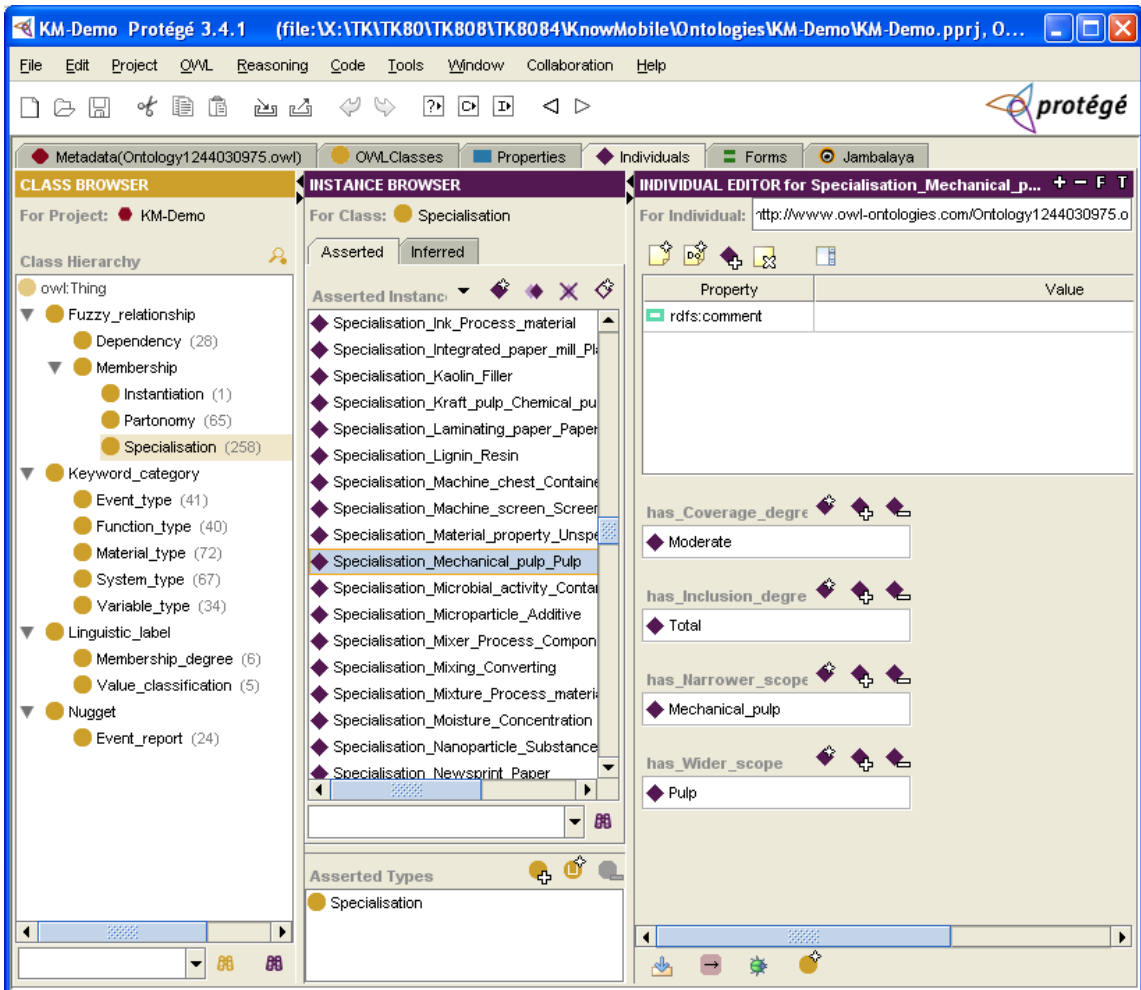 KM-Demo Protégé 3.4.1 (file:\X:\TK\TK80\TK808\TK8084\KnowMobile\Ontologies\KM-Demo\KM-Demo.pprj, O...
File Edit Project OWL Reasoning Code Tools Window Collaboration Help
protégé
Metadata(Ontology1244030975.owl) OWLClasses Properties Individuals Forms Jambalaya
CLASS BROWSER
For Project: KM-Demo
Class Hierarchy
owl:Thing
Fuzzy_relationship
Dependency (28)
Membership
Instantiation (1)
Partonomy (65)
Specialisation (258)
Keyword_category
Event_type (41)
Function_type (40)
Material_type (72)
System_type (67)
Variable_type (34)
Linguistic_label
Membership_degree (6)
Value_classification (5)
Nugget
Event_report (24)
INSTANCE BROWSER
For Class: Specialisation
Asserted Inferred
Asserted Instanc
Specialisation_Ink_Process_material
Specialisation_Integrated_paper_mill_Pla
Specialisation_Kaolin_Filler
Specialisation_Kraft_pulp_Chemical_pu
Specialisation_Laminating_paper_Paper
Specialisation_Lignin_Resin
Specialisation_Machine_chest_Containe
Specialisation_Machine_screen_Screen
Specialisation_Material_property_Unspe
Specialisation_Mechanical_pulp_Pulp
Specialisation_Microbial_activity_Contar
Specialisation_Microparticle_Additive
Specialisation_Mixer_Process_Compon
Specialisation_Mixing_Converting
Specialisation_Mixture_Process_materia
Specialisation_Moisture_Concentration
Specialisation_Nanoparticle_Substance
Specialisation_Newsprint_Paper
Asserted Types
Specialisation
INDIVIDUAL EDITOR for Specialisation_Mechanical_p... + - F T
For Individual: http://www.owl-ontologies.com/Ontology1244030975.o
Property Value
rdfs:comment
has_Coverage_degre
Moderate
has_Inclusion_degre
Total
has_Narrower_scope
Mechanical_pulp
has_Wider_scope
Pulp